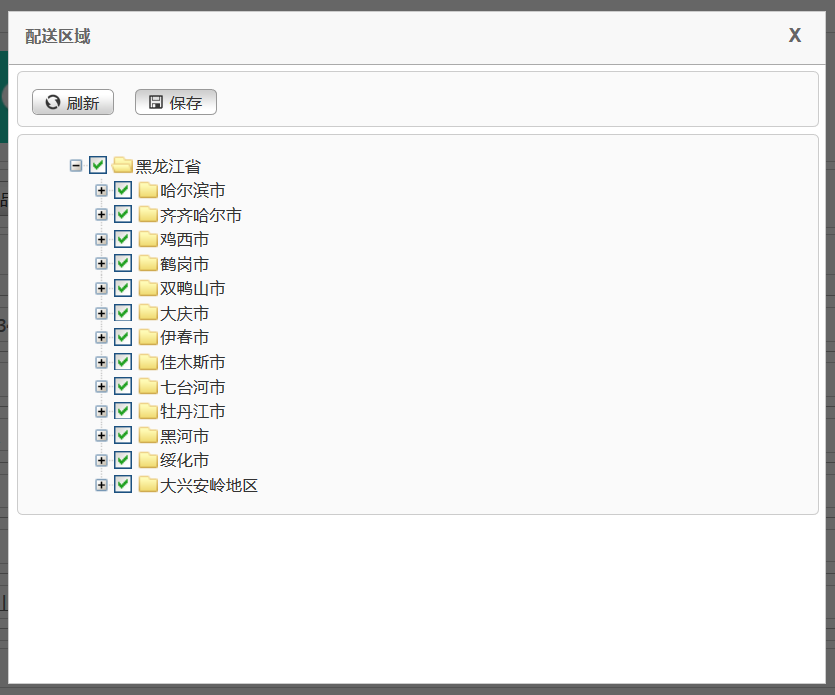 配送区域 X
刷新 保存
黑龙江省
哈尔滨市
齐齐哈尔市
鸡西市
鹤岗市
双鸭山市
大庆市
伊春市
佳木斯市
七台河市
牡丹江市
黑河市
绥化市
大兴安岭地区